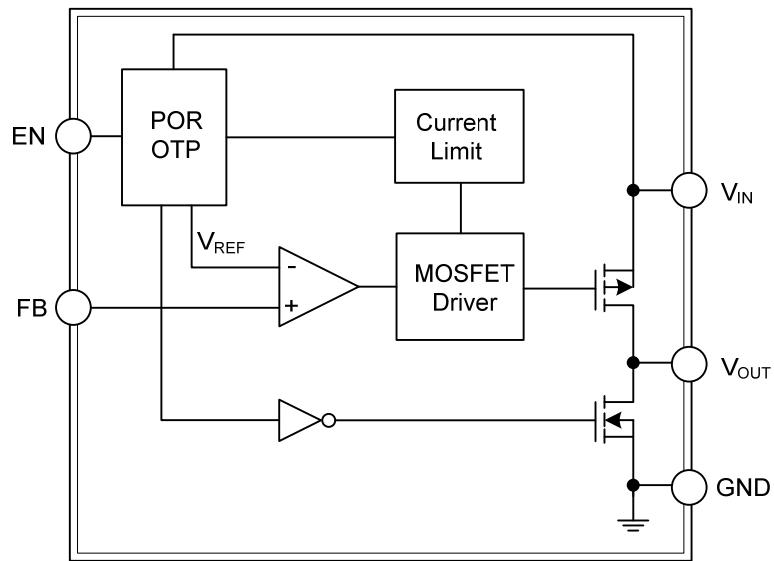 POR
OTP
EN
Current
Limit
V_IN
V_REF
-
MOSFET
Driver
+
FB
V_OUT
GND